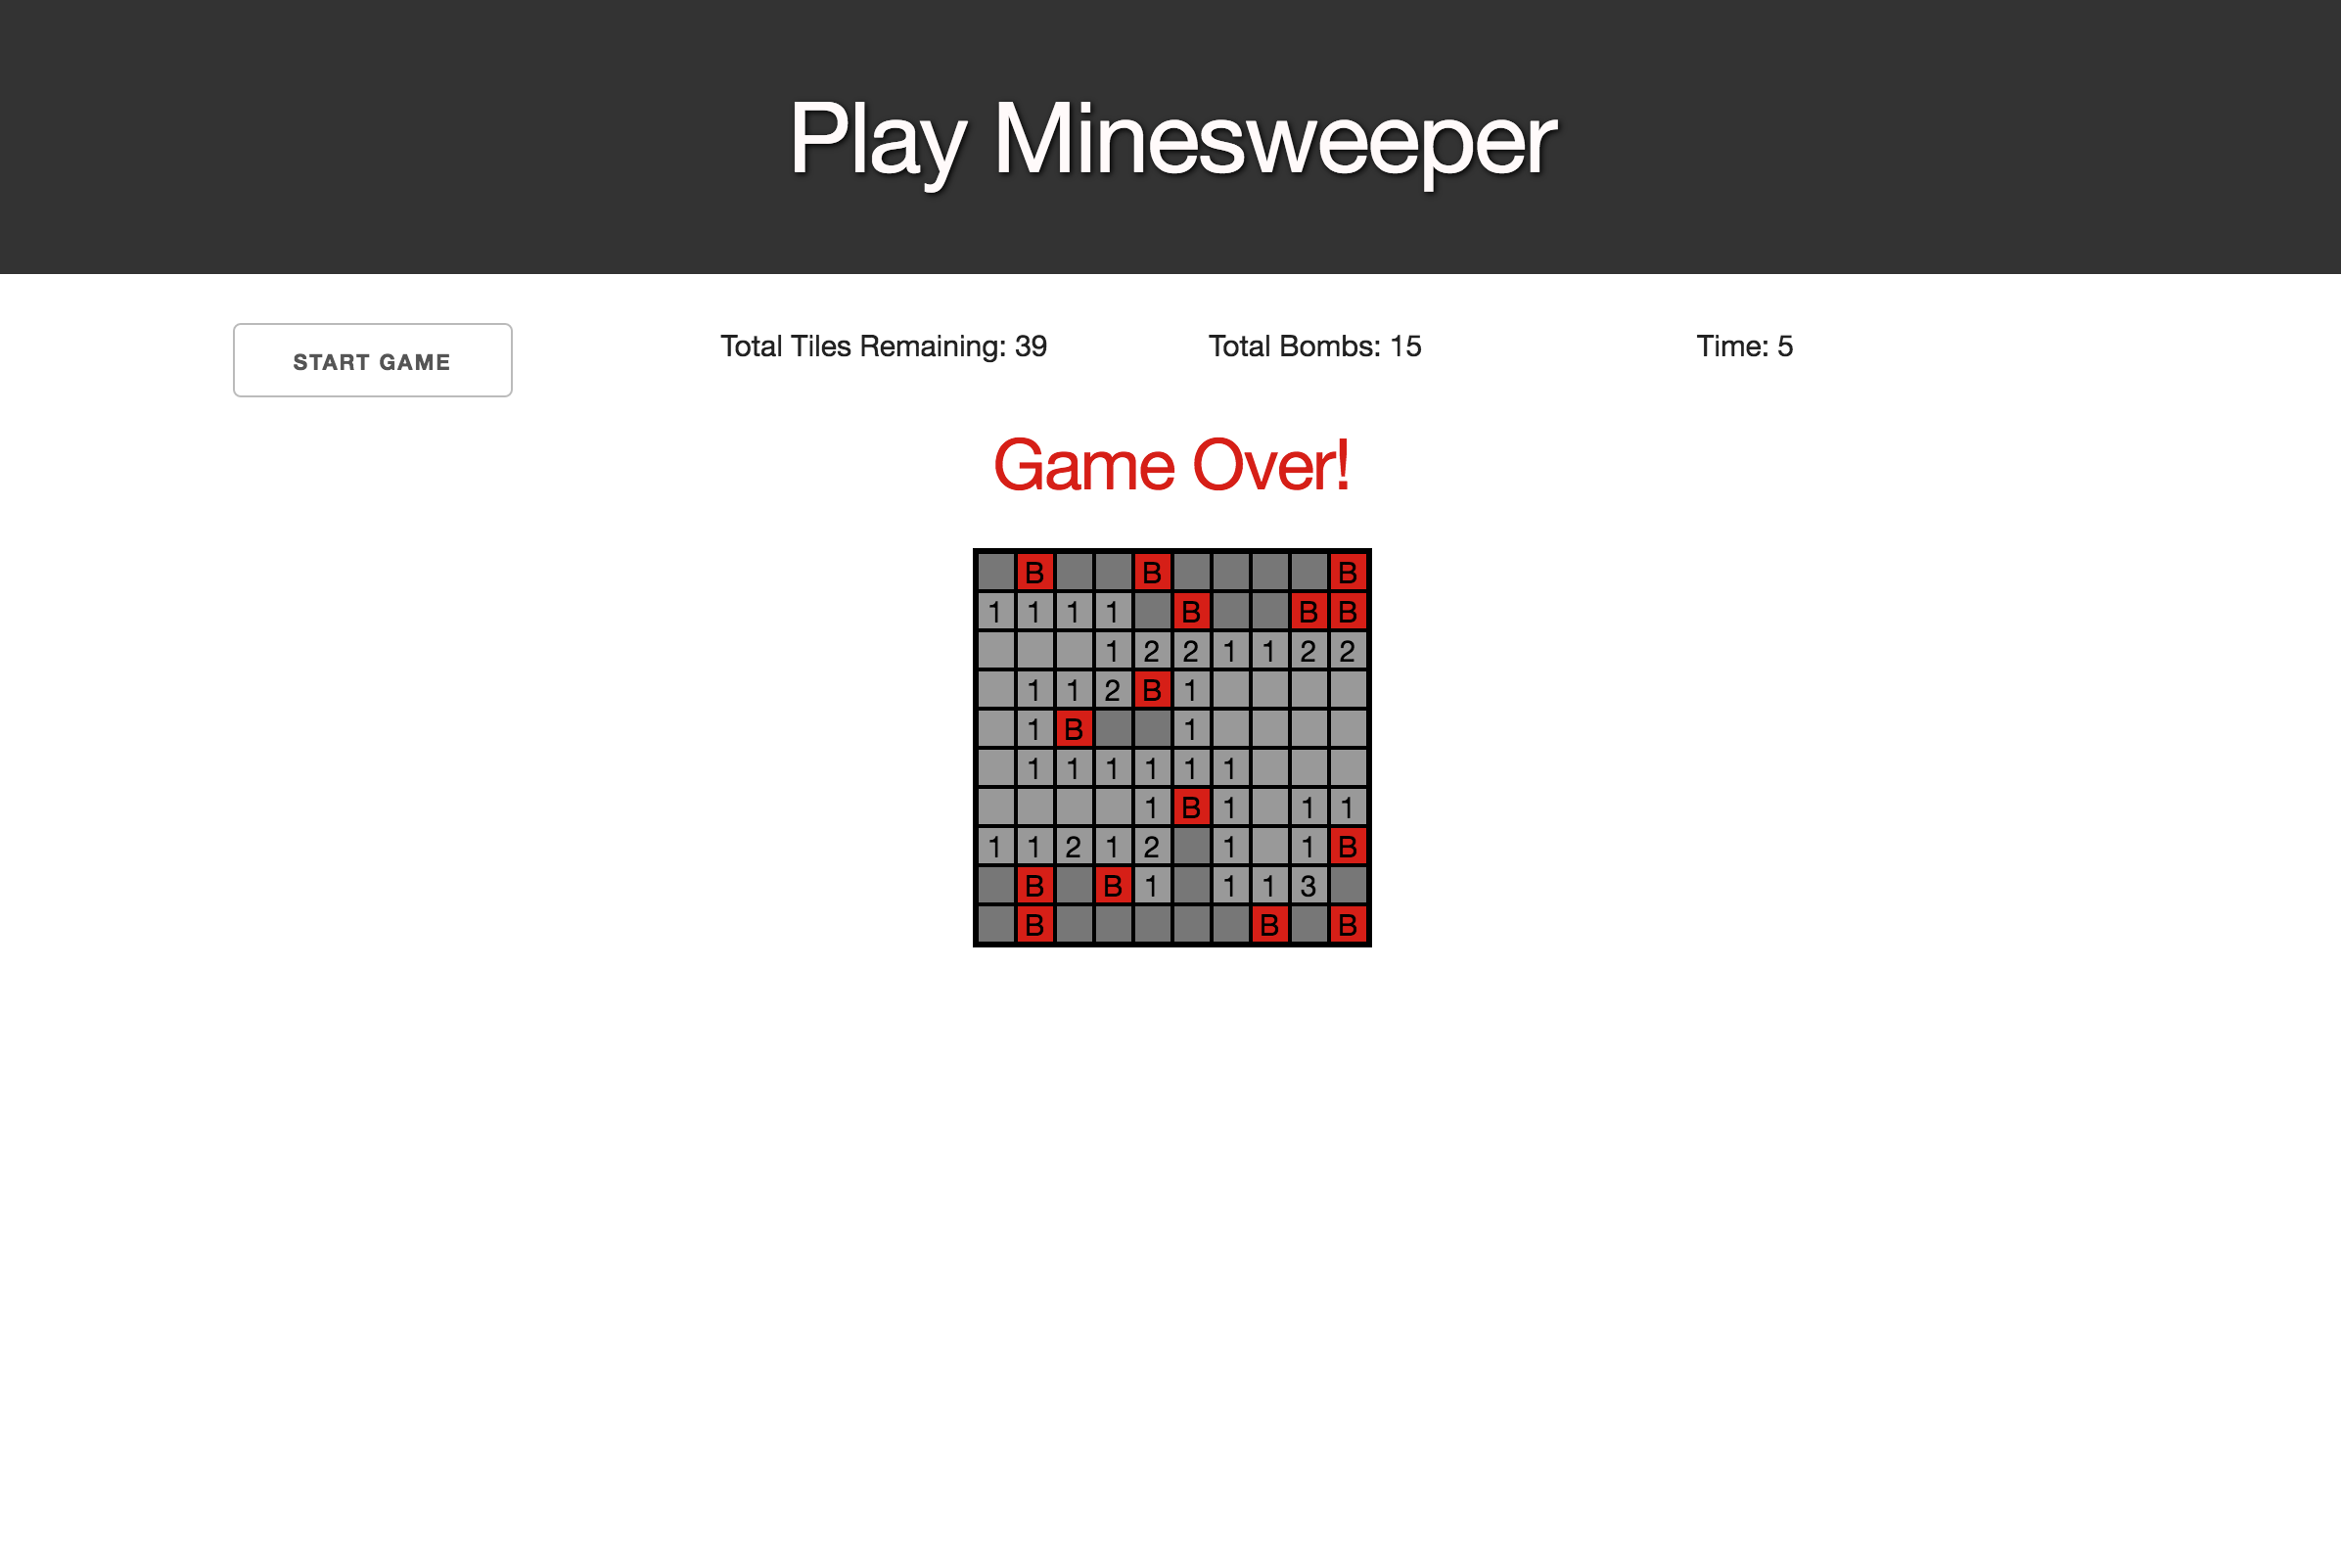 Play Minesweeper
START GAME Total Tiles Remaining: 39 Total Bombs: 15 Time: 5
Game Over!
B B B
1 1 1 1 B B B
1 2 2 1 1 2 2
1 1 2 B 1
1 B 1
1 1 1 1 1 1
1 B 1 1 1
1 1 2 1 2 1 1 B
B B 1 1 1 3
B B B